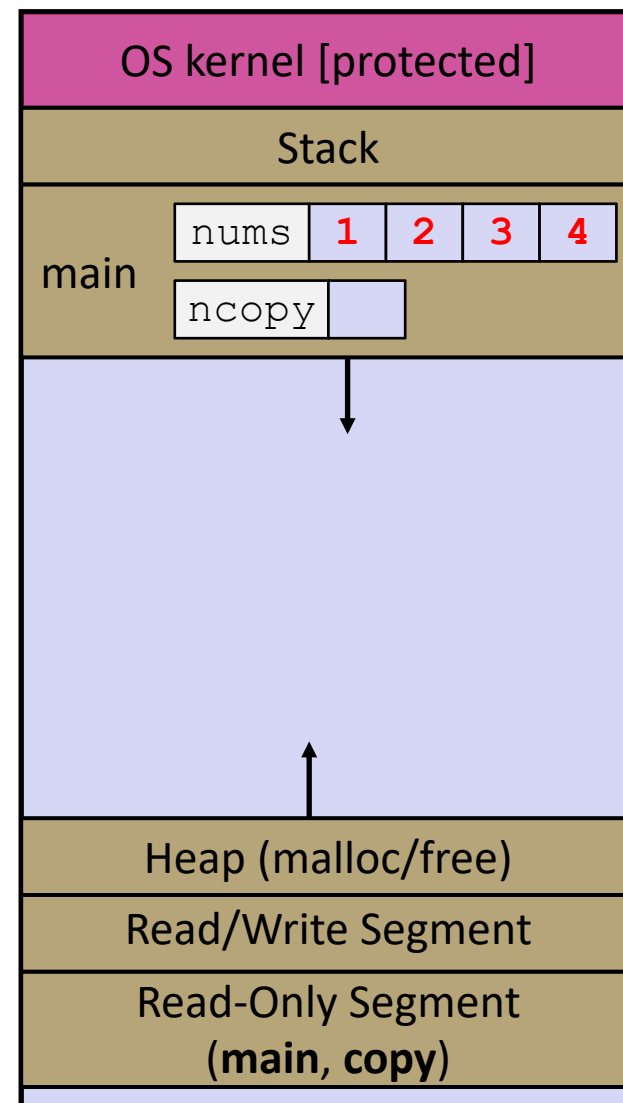 OS kernel [protected]
Stack
main
nums 1 2 3 4
ncopy
Heap (malloc/free)
Read/Write Segment
Read-Only Segment
(main, copy)